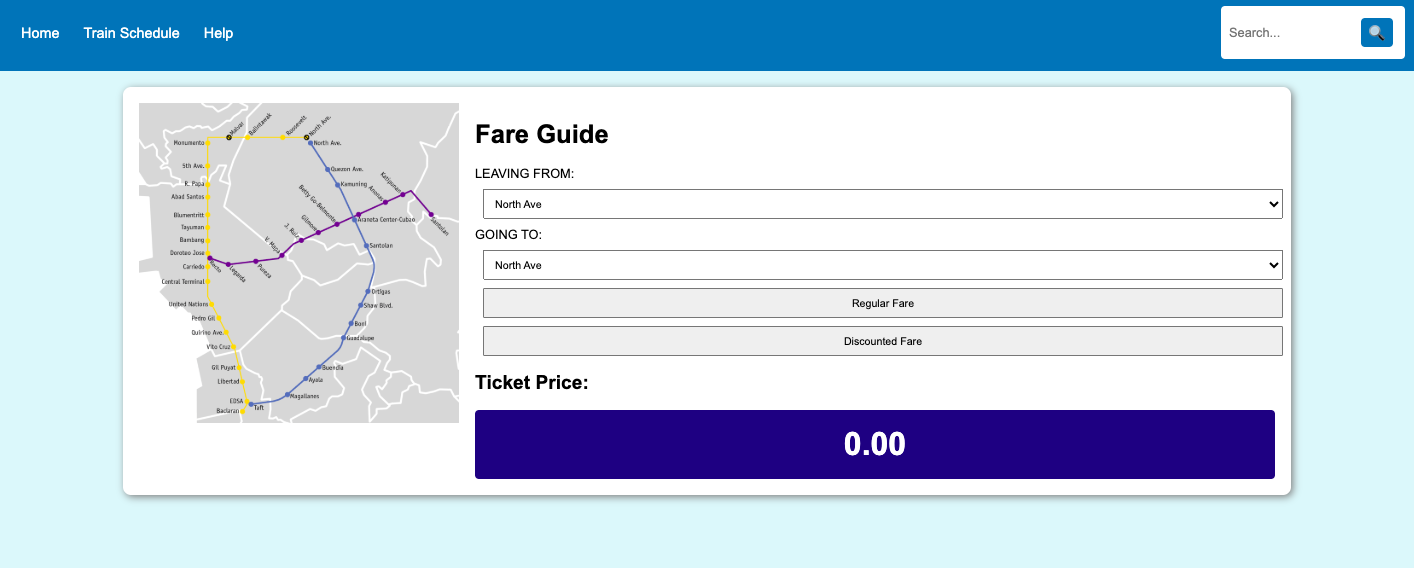 Home Train Schedule Help
Search...
Malvar
Balintawak
Roosevelt
North Ave.
Monumento
North Ave.
5th Ave.
Quezon Ave.
R. Papa
Kamuning
Katipunan
Abad Santos
Anonas
Betty Go-Belmonte
Blumentritt
Araneta Center-Cubao
Santolan
Gilmore
Tayuman
J. Ruiz
Bambang
V. Mapa
Santolan
Doroteo Jose
Recto
Legarda
Pureza
Carriedo
Central Terminal
Ortigas
United Nations
Shaw Blvd.
Pedro Gil
Boni
Quirino Ave.
Guadalupe
Vito Cruz
Gil Puyat
Buendia
Libertad
Ayala
Magallanes
EDSA
Taft
Baclaran
Fare Guide
LEAVING FROM:
North Ave
GOING TO:
North Ave
Regular Fare
Discounted Fare
Ticket Price:
0.00